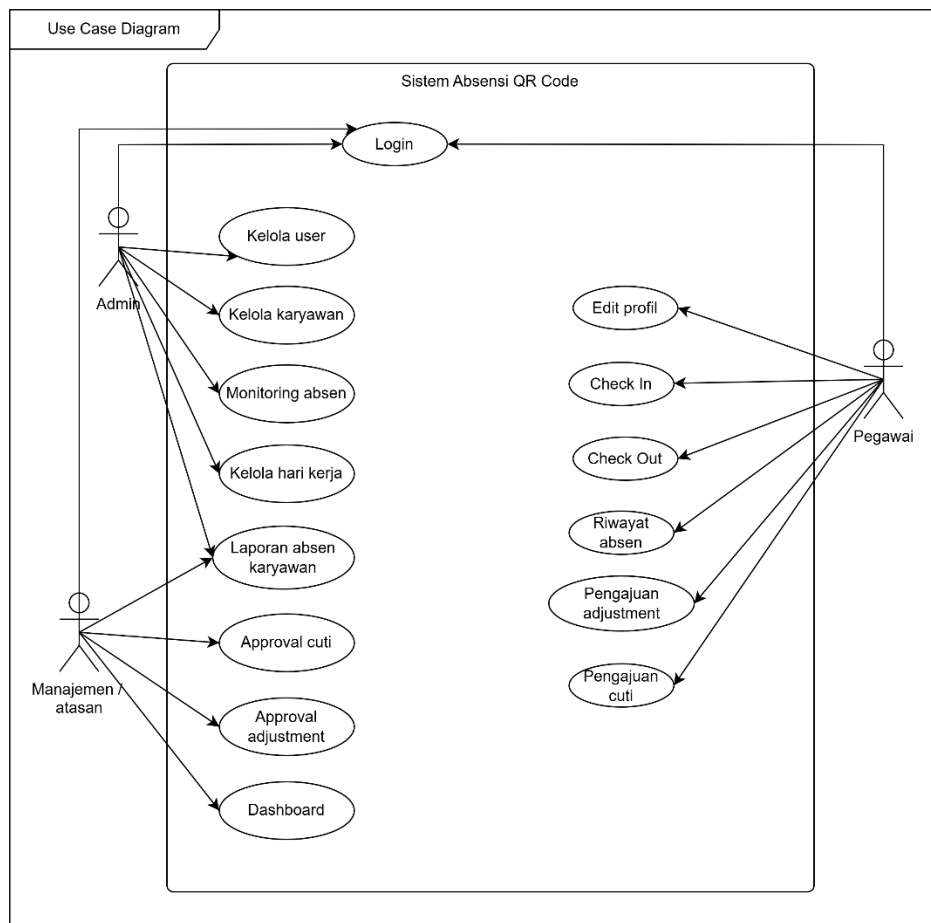 Use Case Diagram
Sistem Absensi QR Code
Login
Admin
Kelola user
Kelola karyawan
Monitoring absen
Kelola hari kerja
Laporan absen
karyawan
Manajemen /
atasan
Approval cuti
Approval
adjustment
Dashboard
Edit profil
Check In
Check Out
Riwayat
absen
Pengajuan
adjustment
Pengajuan
cuti
Pegawai